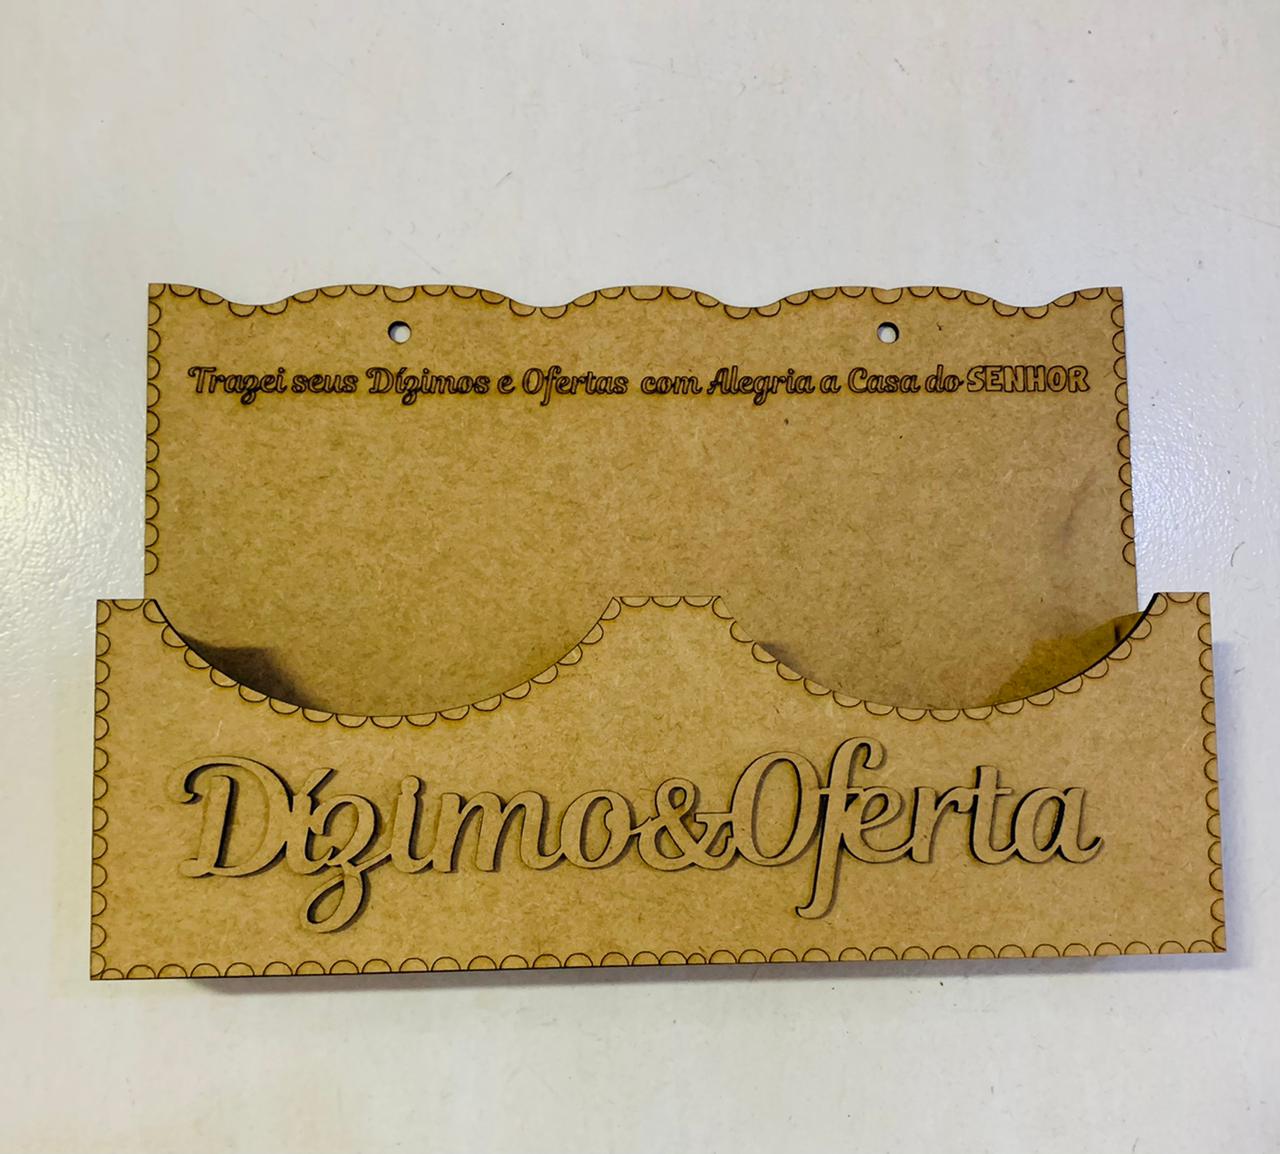 Trazei seus Dízimos e Ofertas com Alegria a Casa do SENHOR
Dízimo&Oferta